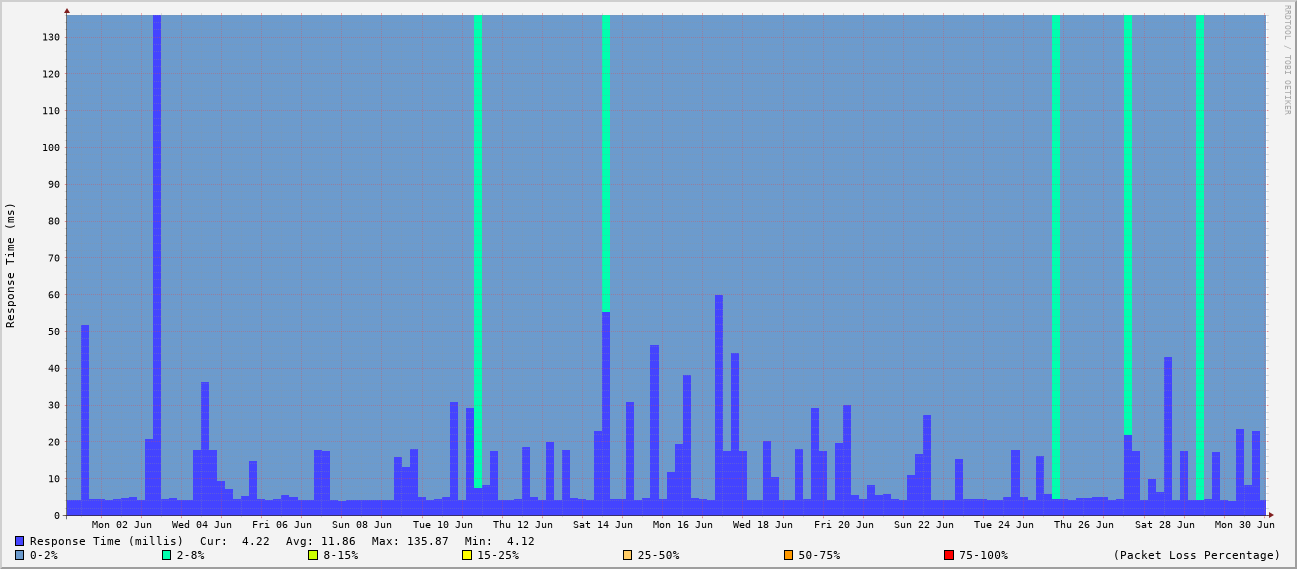 RRDTOOL / TOBI OETIKER
Response Time (ms)
130
120
110
100
90
80
70
60
50
40
30
20
10
0
Mon 02 Jun Wed 04 Jun Fri 06 Jun Sun 08 Jun Tue 10 Jun Thu 12 Jun Sat 14 Jun Mon 16 Jun Wed 18 Jun Fri 20 Jun Sun 22 Jun Tue 24 Jun Thu 26 Jun Sat 28 Jun Mon 30 Jun
Response Time (millis) Cur: 4.22 Avg: 11.86 Max: 135.87 Min: 4.12
0-2% 2-8% 8-15% 15-25% 25-50% 50-75% 75-100% (Packet Loss Percentage)